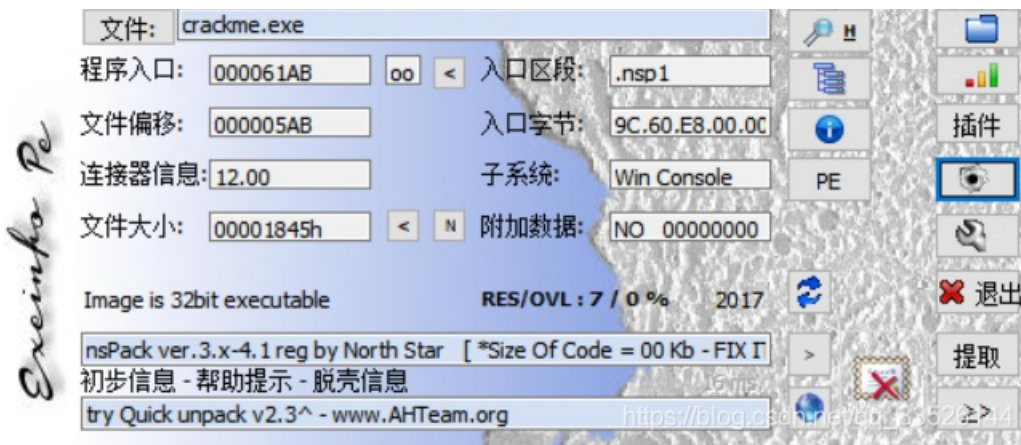 文件: crackme.exe
H
程序入口: 000061AB oo < 入口区段: .nsp1
文件偏移: 000005AB 入口字节: 9C.60.E8.00.0C
插件
连接器信息: 12.00 子系统: Win Console
PE
文件大小: 00001845h < N 附加数据: NO 00000000
Exeinfo Pe
Image is 32bit executable RES/OVL : 7 / 0 % 2017
退出
nsPack ver.3.x-4.1 reg by North Star [ *Size Of Code = 00 Kb - FIX
>
提取
初步信息 - 帮助提示 - 脱壳信息
try Quick unpack v2.3^ - www.AHTeam.org
≥>